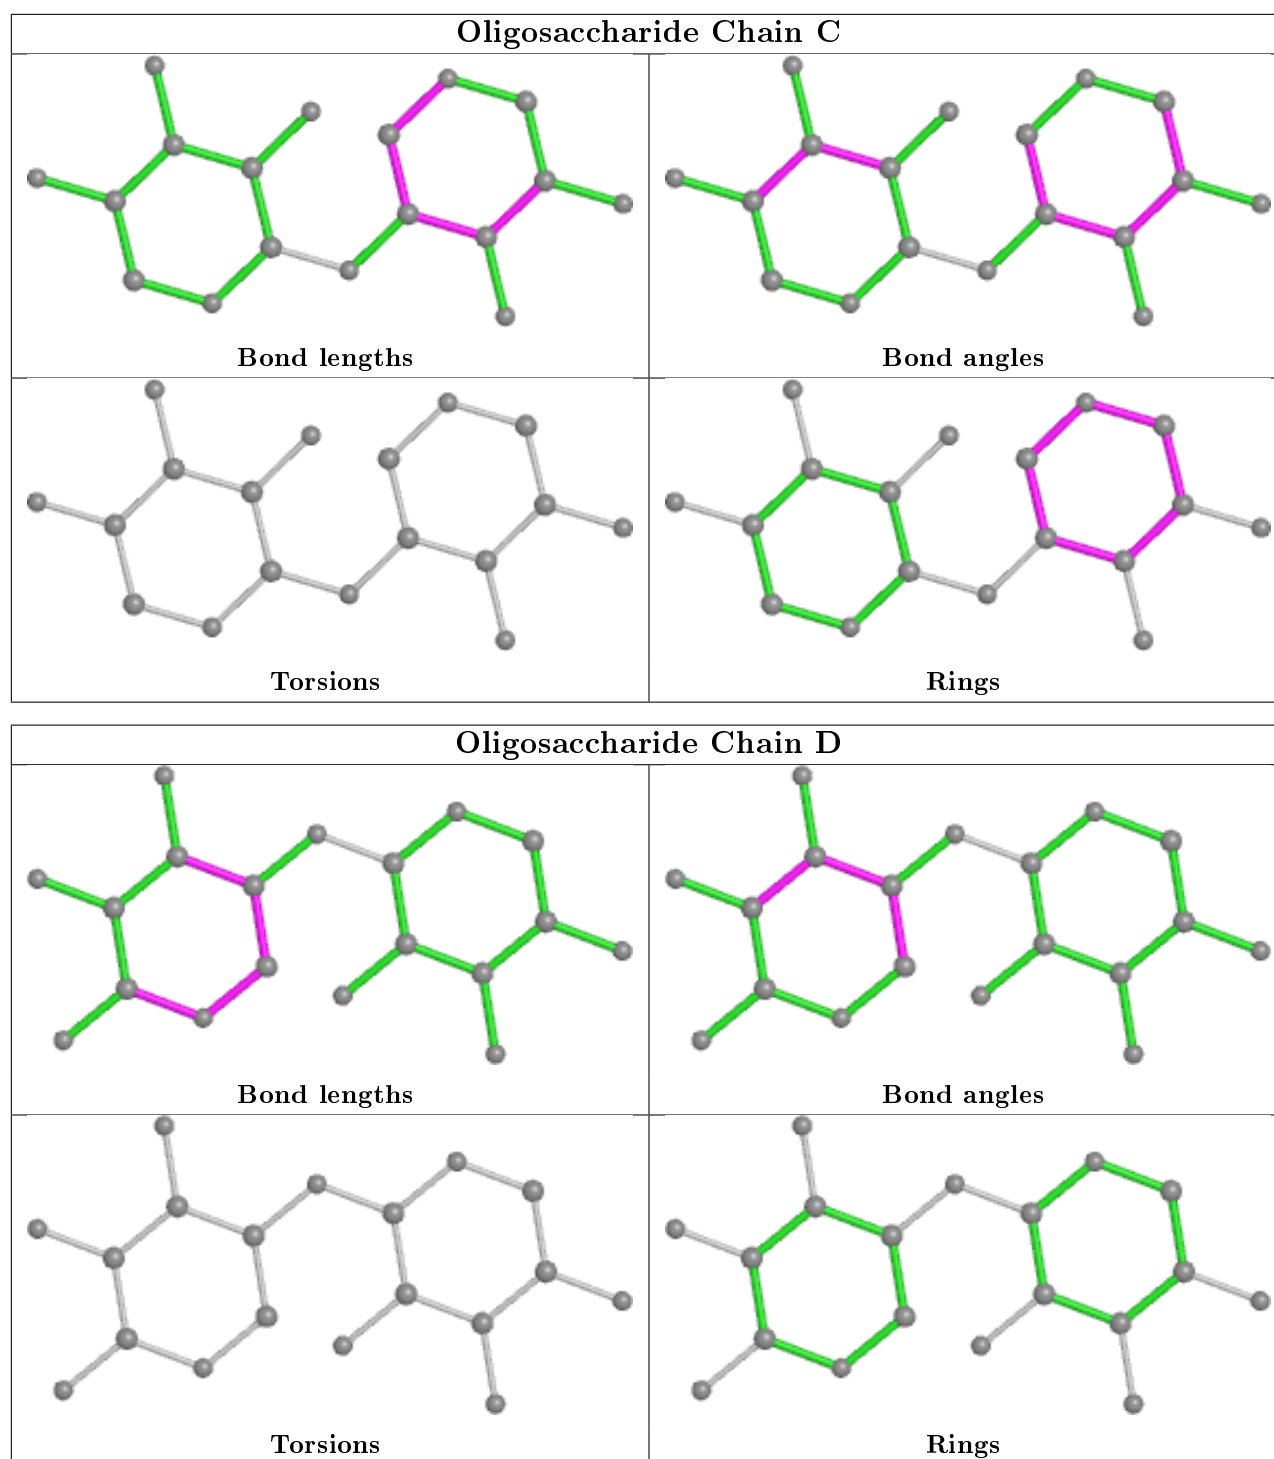 Oligosaccharide Chain C
Bond lengths
Bond angles
Torsions
Rings
Oligosaccharide Chain D
Bond lengths
Bond angles
Torsions
Rings